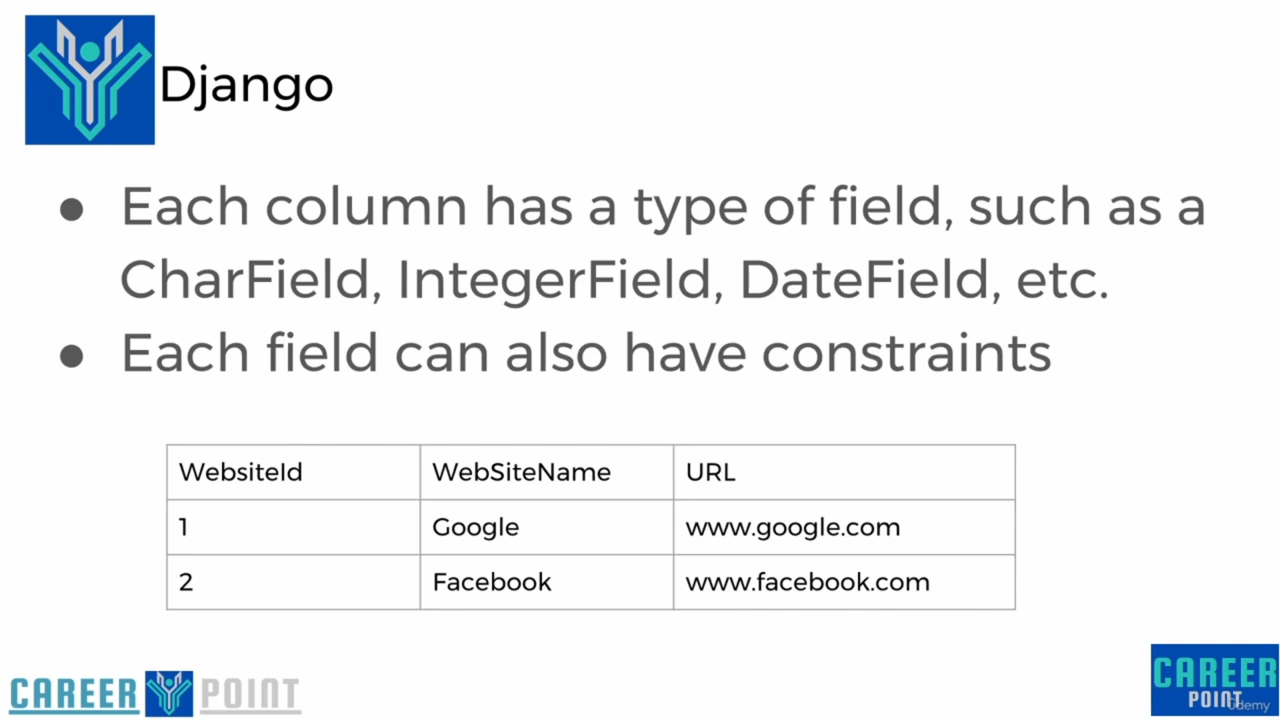 Django
● Each column has a type of field, such as a
CharField, IntegerField, DateField, etc.
● Each field can also have constraints
WebsiteId WebSiteName URL
1 Google www.google.com
2 Facebook www.facebook.com
CAREER POINT
CAREER
POINT
ûdemy